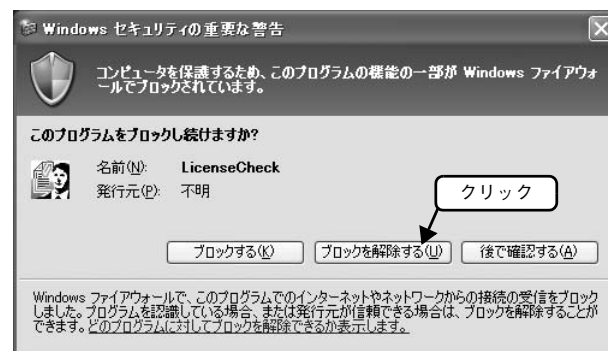 Windows セキュリティの重要な警告
コンピュータを保護するため、このプログラムの機能の一部が Windows ファイアウォ
ールでブロックされています。
このプログラムをブロックし続けますか?
名前(N): LicenseCheck
発行元(P): 不明
クリック
ブロックする(K) ブロックを解除する(U) 後で確認する(A)
Windows ファイアウォールで、このプログラムでのインターネットやネットワークからの接続の受信をブロック
しました。プログラムを認識している場合、または発行元が信頼できる場合は、ブロックを解除することが
できます。どのプログラムに対してブロックを解除できるか表示します。